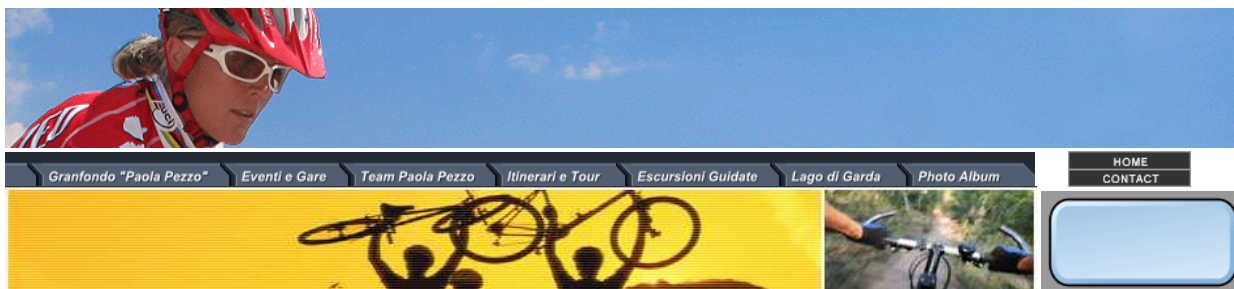 UCI
Granfondo "Paola Pezzo"
Eventi e Gare
Team Paola Pezzo
Itinerari e Tour
Escursioni Guidate
Lago di Garda
Photo Album
HOME
CONTACT